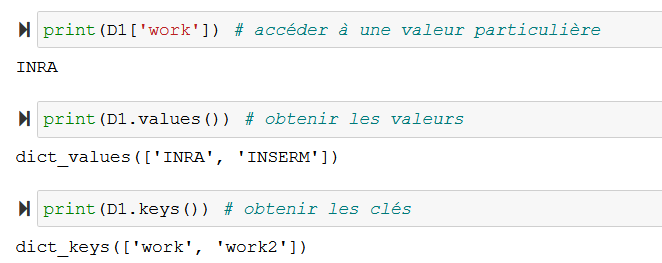 print(D1['work']) # accéder à une valeur particulière
INRA
print(D1.values()) # obtenir les valeurs
dict_values(['INRA', 'INSERM'])
print(D1.keys()) # obtenir les clés
dict_keys(['work', 'work2'])